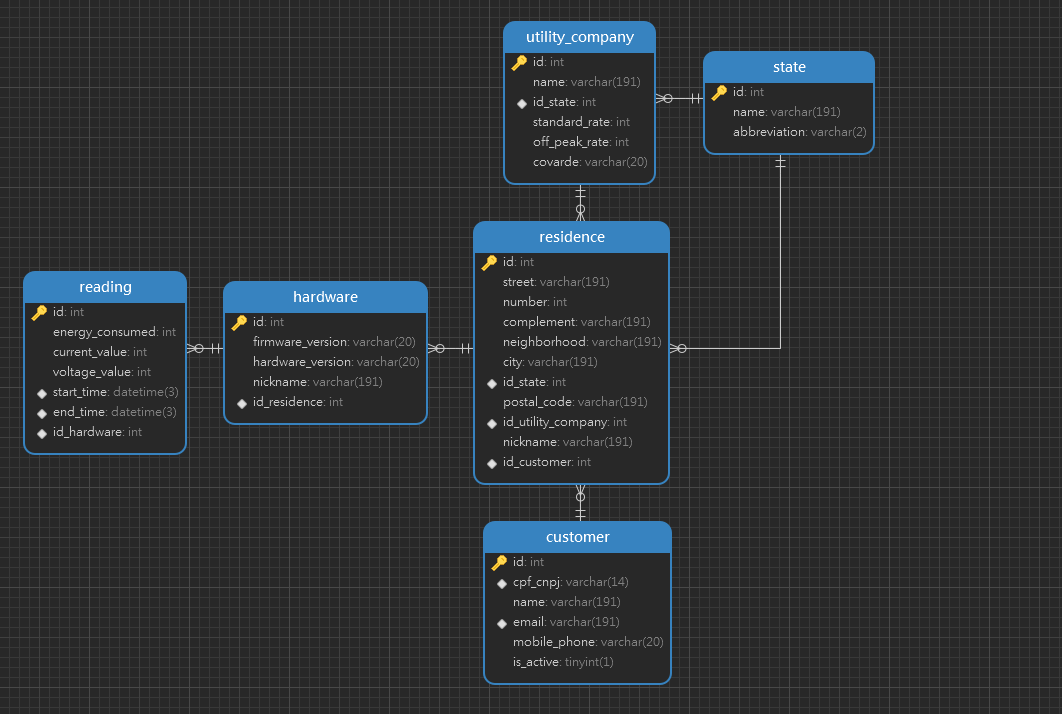 utility_company
id: int
name: varchar(191)
id_state: int
standard_rate: int
off_peak_rate: int
covarde: varchar(20)
state
id: int
name: varchar(191)
abbreviation: varchar(2)
residence
id: int
street: varchar(191)
number: int
complement: varchar(191)
neighborhood: varchar(191)
city: varchar(191)
id_state: int
postal_code: varchar(191)
id_utility_company: int
nickname: varchar(191)
id_customer: int
reading
id: int
energy_consumed: int
current_value: int
voltage_value: int
start_time: datetime(3)
end_time: datetime(3)
id_hardware: int
hardware
id: int
firmware_version: varchar(20)
hardware_version: varchar(20)
nickname: varchar(191)
id_residence: int
customer
id: int
cpf_cnpj: varchar(14)
name: varchar(191)
email: varchar(191)
mobile_phone: varchar(20)
is_active: tinyint(1)